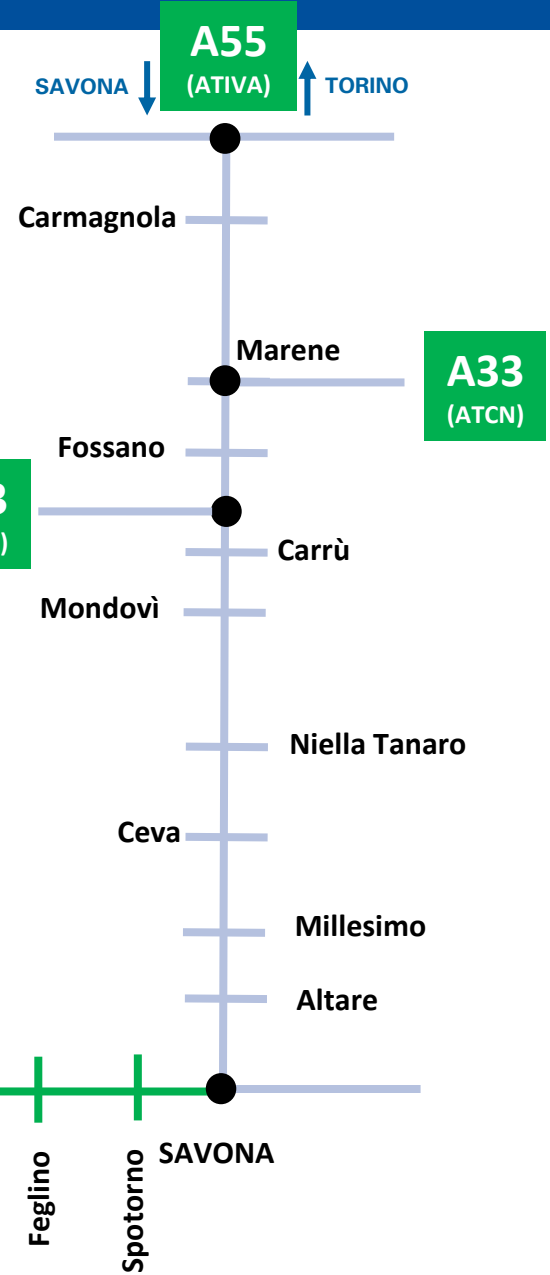 A55
(ATIVA)
SAVONA
TORINO
Carmagnola
Marene
A33
(ATCN)
Fossano
3
)
Carrù
Mondovì
Niella Tanaro
Ceva
Millesimo
Altare
SAVONA
Feglino
Spotorno